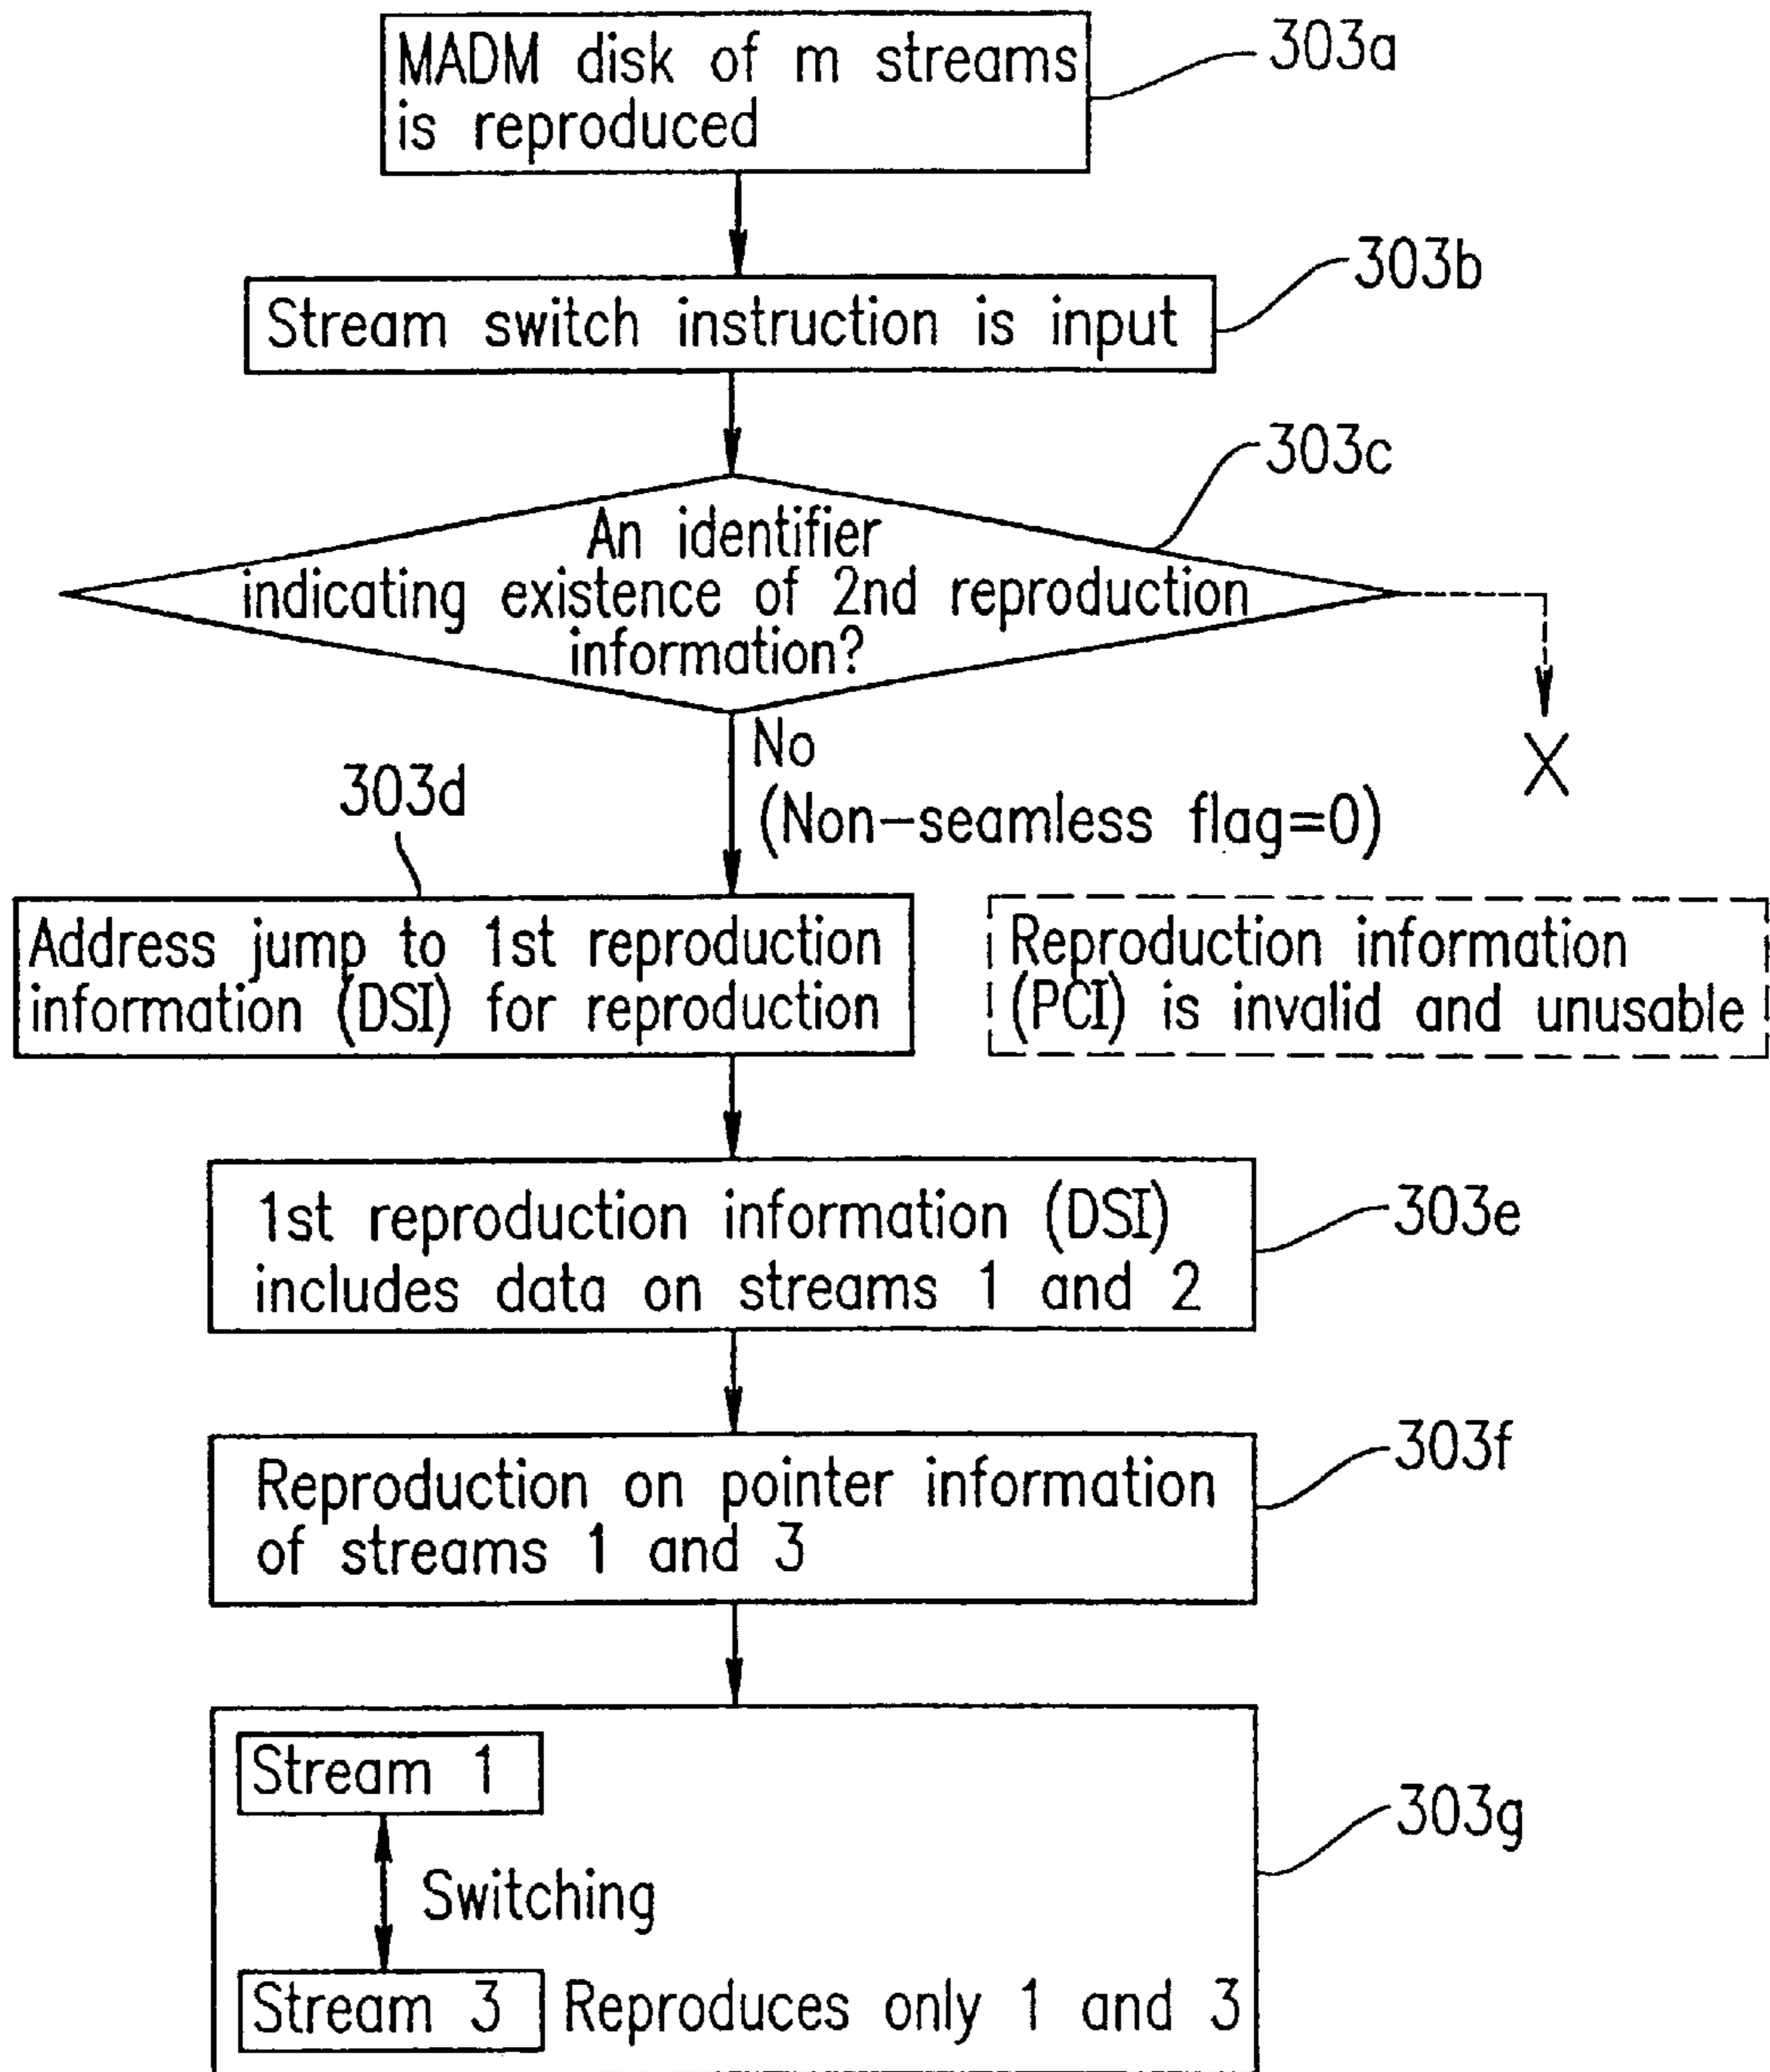 MADM disk of m streams
is reproduced
303a
Stream switch instruction is input
303b
303c
An identifier
indicating existence of 2nd reproduction
information?
No
(Non-seamless flag=0)
X
303d
Address jump to 1st reproduction
information (DSI) for reproduction
Reproduction information
(PCI) is invalid and unusable
1st reproduction information (DSI)
includes data on streams 1 and 2
303e
Reproduction on pointer information
of streams 1 and 3
303f
Stream 1
Switching
303g
Stream 3
Reproduces only 1 and 3